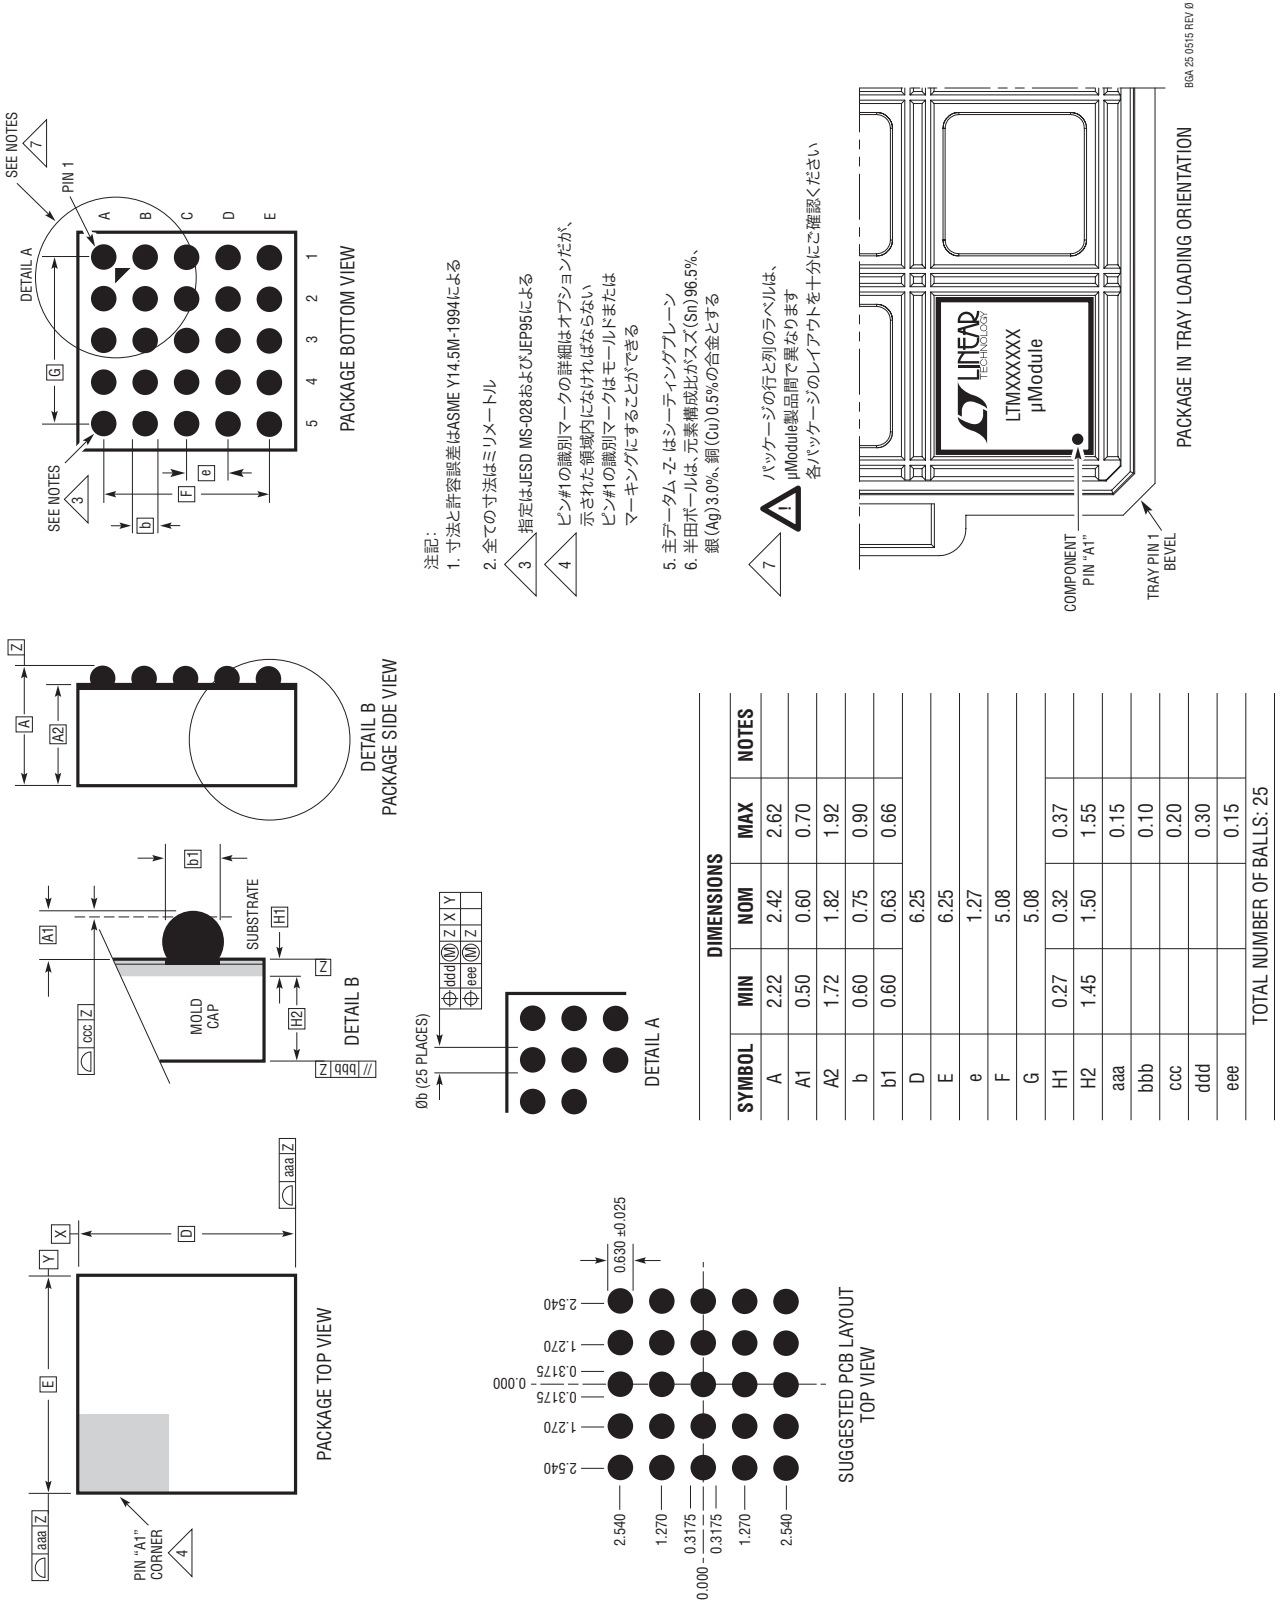 aaa Z
E
Y
X
D
aaa Z
PIN “A1”
CORNER
4
PACKAGE TOP VIEW
ccc Z
A1
b1
MOLD
CAP
SUBSTRATE
H1
H2
Z
// bbb Z
DETAIL B
A
A2
Z
DETAIL B
PACKAGE SIDE VIEW
SEE NOTES
3
G
DETAIL A
SEE NOTES
7
PIN 1
b
F
e
A
B
C
D
E
5 4 3 2 1
PACKAGE BOTTOM VIEW
Øb (25 PLACES)
ddd M Z X Y
eee M Z
DETAIL A
注記:
1. 寸法と許容誤差はASME Y14.5M-1994による
2. 全ての寸法はミリメートル
3 指定はJESD MS-028およびJEP95による
4 ピン#1の識別マークの詳細はオプションだが、
示された領域内になければならない
ピン#1の識別マークはモールドまたは
マーキングにすることができる
5. 主データム -Z- はシーティングプレーン
6. 半田ボールは、元素構成比がスズ(Sn)96.5%、
銀(Ag)3.0%、銅(Cu)0.5%の合金とする
7 ! パッケージの行と列のラベルは、
µModule製品間で異なります
各パッケージのレイアウトを十分にご確認ください
2.540
1.270
0.3175
0.000
0.3175
1.270
2.540
0.630 ±0.025
2.540
1.270
0.3175
0.000
0.3175
1.270
2.540
SUGGESTED PCB LAYOUT
TOP VIEW
DIMENSIONS
SYMBOL MIN NOM MAX NOTES
A 2.22 2.42 2.62
A1 0.50 0.60 0.70
A2 1.72 1.82 1.92
b 0.60 0.75 0.90
b1 0.60 0.63 0.66
D 6.25
E 6.25
e 1.27
F 5.08
G 5.08
H1 0.27 0.32 0.37
H2 1.45 1.50 1.55
aaa 0.15
bbb 0.10
ccc 0.20
ddd 0.30
eee 0.15
TOTAL NUMBER OF BALLS: 25
LINEAR
TECHNOLOGY
LTMXXXXXX
µModule
COMPONENT
PIN “A1”
TRAY PIN 1
BEVEL
PACKAGE IN TRAY LOADING ORIENTATION
BGA 25 0515 REV Ø